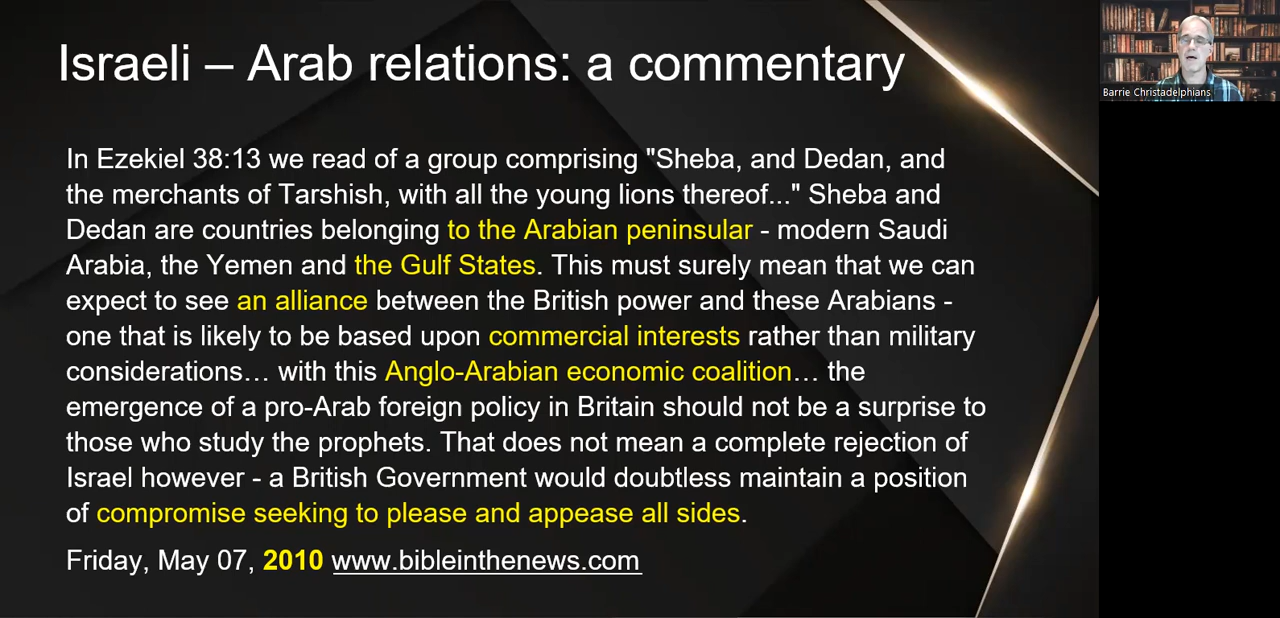 Israeli – Arab relations: a commentary
In Ezekiel 38:13 we read of a group comprising "Sheba, and Dedan, and
the merchants of Tarshish, with all the young lions thereof..." Sheba and
Dedan are countries belonging to the Arabian peninsular - modern Saudi
Arabia, the Yemen and the Gulf States. This must surely mean that we can
expect to see an alliance between the British power and these Arabians -
one that is likely to be based upon commercial interests rather than military
considerations… with this Anglo-Arabian economic coalition… the
emergence of a pro-Arab foreign policy in Britain should not be a surprise to
those who study the prophets. That does not mean a complete rejection of
Israel however - a British Government would doubtless maintain a position
of compromise seeking to please and appease all sides.
Friday, May 07, 2010 www.bibleinthenews.com
Barrie Christadelphians